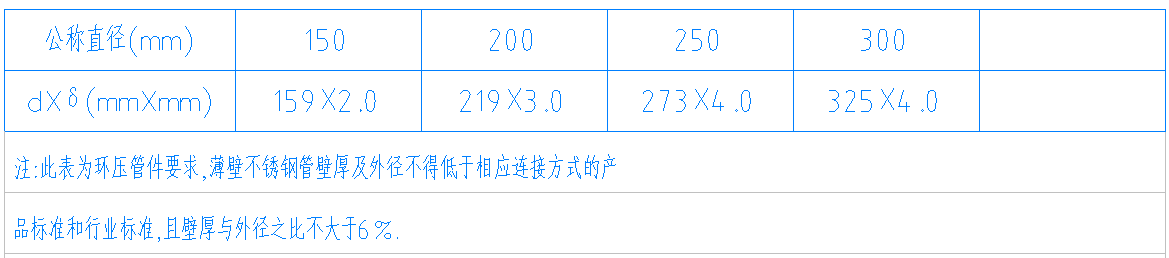 公称直径(mm) 150 200 250 300
dXδ(mmXmm) 159X2.0 219X3.0 273X4.0 325X4.0
注:此表为环压管件要求,薄壁不锈钢管壁厚及外径不得低于相应连接方式的产
品标准和行业标准,且壁厚与外径之比不大于6%.